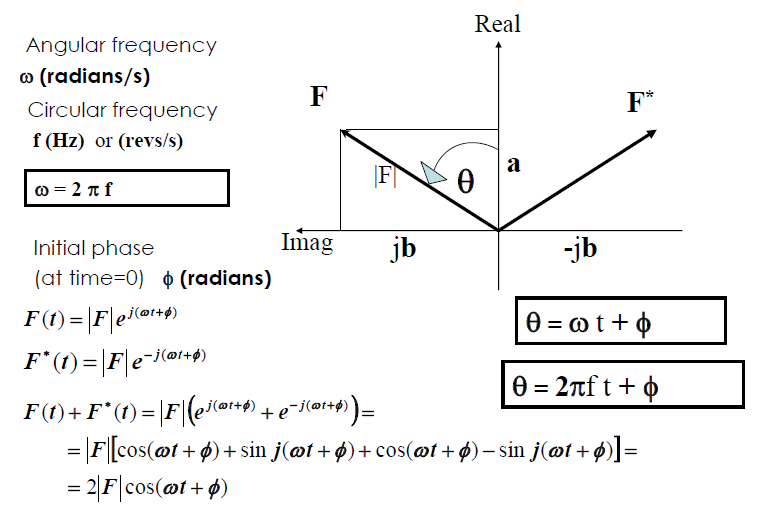 Real
Angular frequency
ω (radians/s)
Circular frequency
f (Hz) or (revs/s)
ω = 2 π f
F
F*
|F|
θ
a
Imag
jb
-jb
Initial phase
(at time=0) ϕ (radians)
F(t) = |F|e^{j(ωt+ϕ)}
F*(t) = |F|e^{-j(ωt+ϕ)}
θ = ω t + ϕ
θ = 2πf t + ϕ
F(t) + F*(t) = |F|(e^{j(ωt+ϕ)} + e^{-j(ωt+ϕ)}) =
= |F|[cos(ωt + ϕ) + sin j(ωt + ϕ) + cos(ωt + ϕ) − sin j(ωt + ϕ)] =
= 2|F|cos(ωt + ϕ)